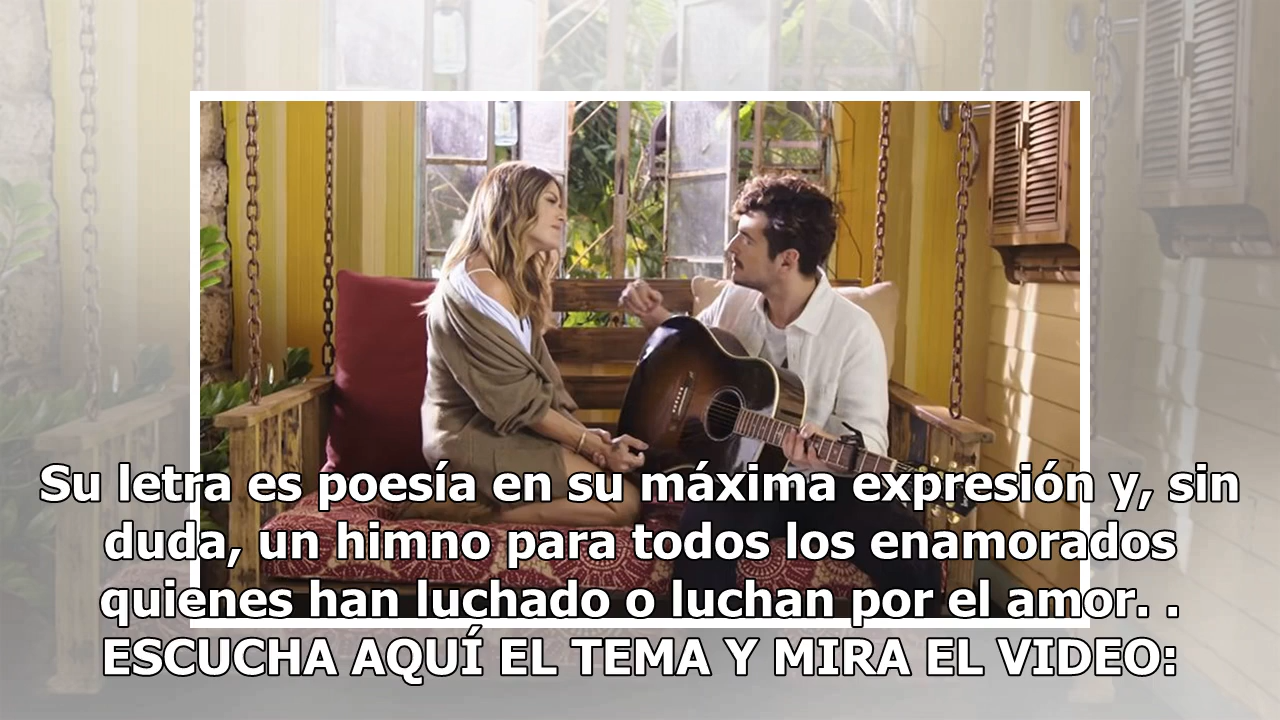 Su letra es poesía en su máxima expresión y, sin
duda, un himno para todos los enamorados
quienes han luchado o luchan por el amor. .
ESCUCHA AQUÍ EL TEMA Y MIRA EL VIDEO: